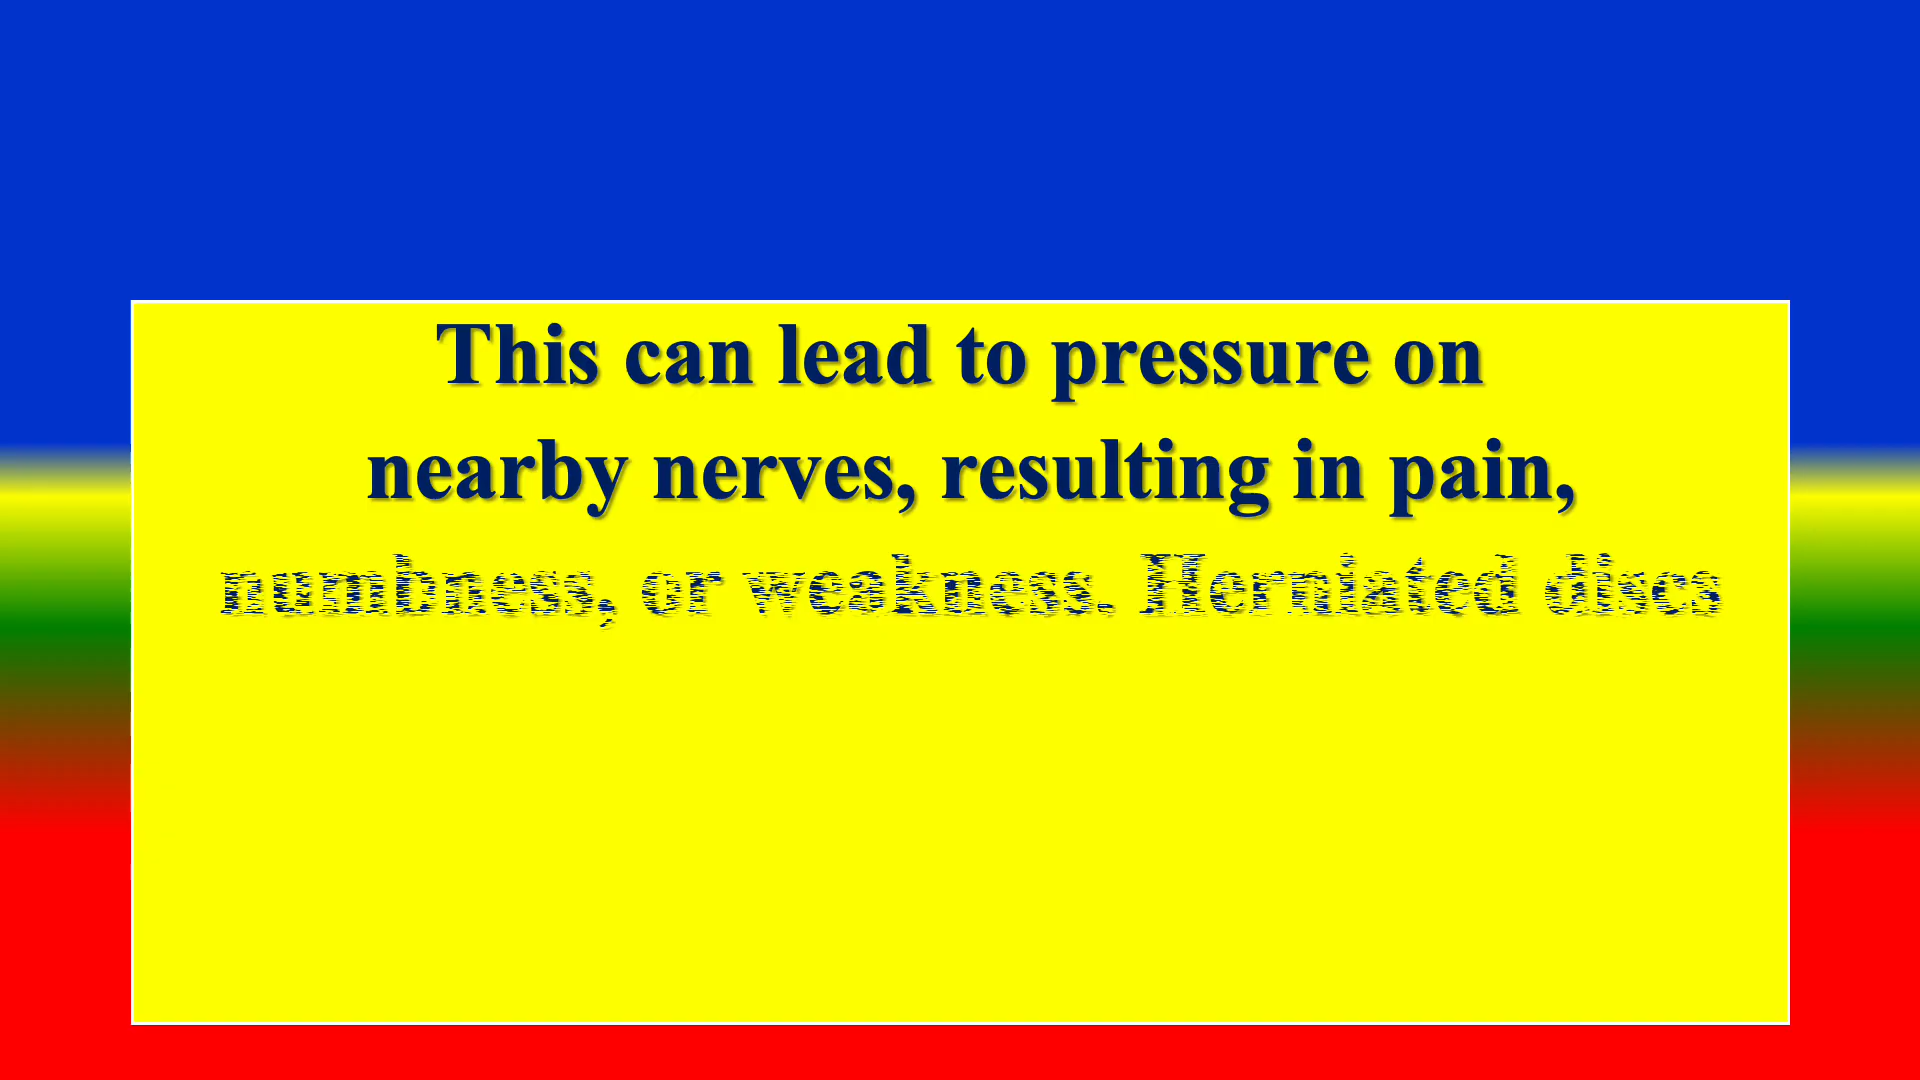 This can lead to pressure on
nearby nerves, resulting in pain,
numbness, or weakness. Herniated discs